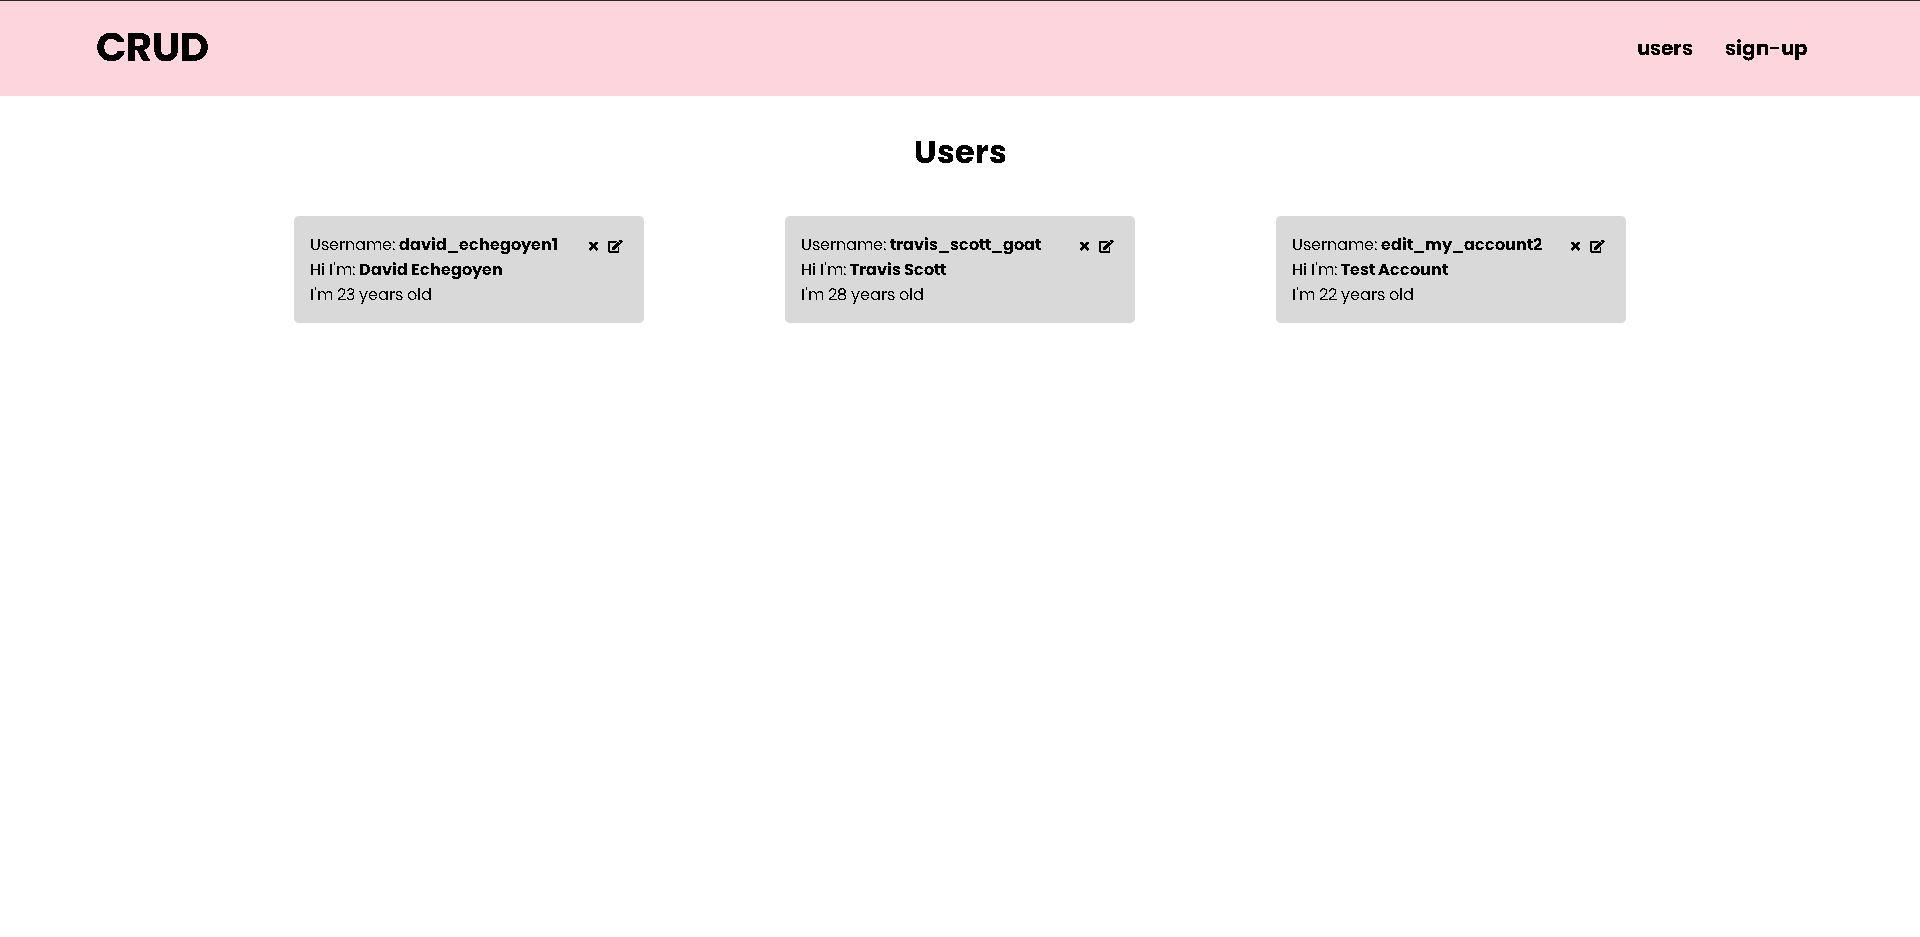 CRUD
users
sign-up
Users
Username: david_echegoyen1
Hi I'm: David Echegoyen
I'm 23 years old
Username: travis_scott_goat
Hi I'm: Travis Scott
I'm 28 years old
Username: edit_my_account2
Hi I'm: Test Account
I'm 22 years old